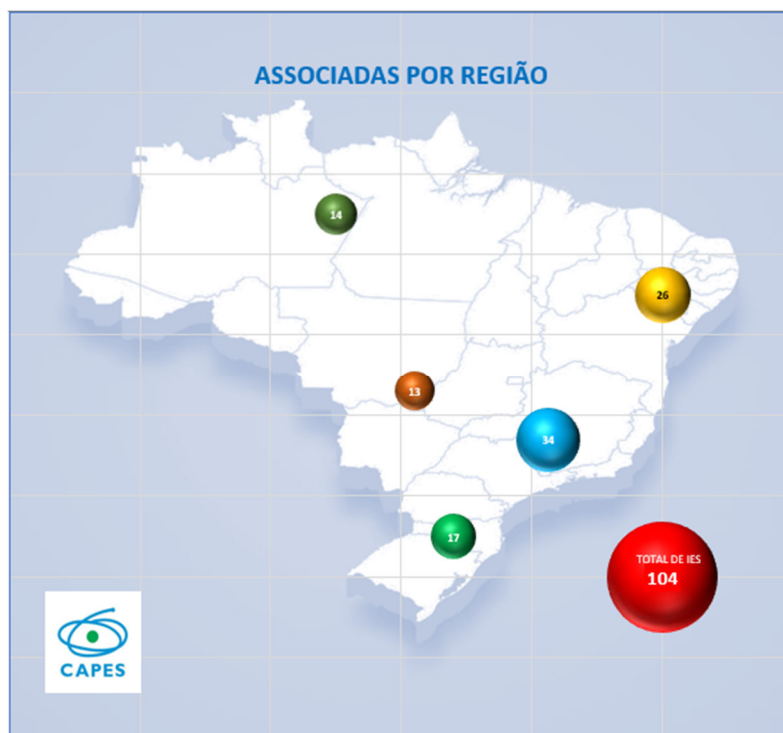 ASSOCIADAS POR REGIÃO
14
26
13
34
17
TOTAL DE IES
104
CAPES